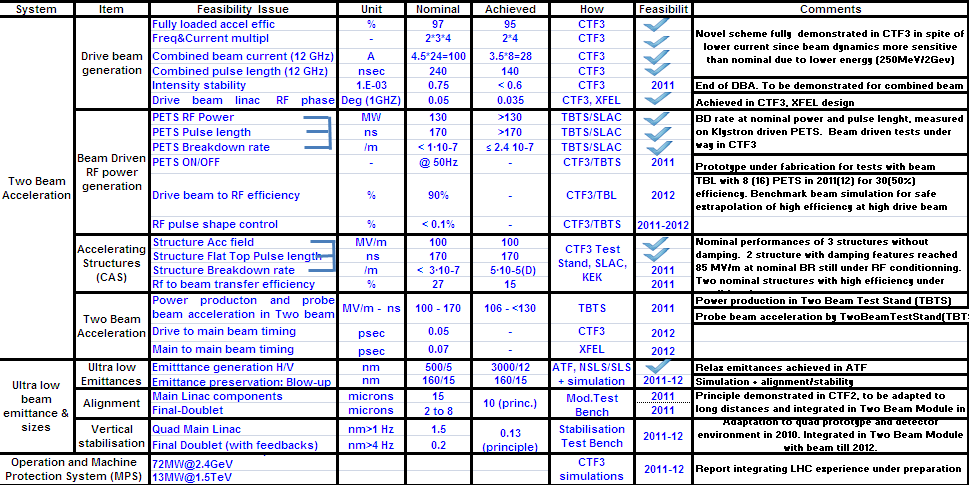 System Item Feasibility Issue Unit Nominal Achieved How Feasibilit Comments
Two Beam
Acceleration
Drive beam
generation
Fully loaded accel effic % 97 95 CTF3
Freq&Current multipl - 2*3*4 2*4 CTF3
Combined beam current (12 GHz) A 4.5*24=100 3.5*8=28 CTF3
Combined pulse length (12 GHz) nsec 240 140 CTF3
Intensity stability 1.E-03 0.75 < 0.6 CTF3 2011
Drive beam linac RF phase Deg (1GHZ) 0.05 0.035 CTF3, XFEL
Novel scheme fully demonstrated in CTF3 in spite of
lower current since beam dynamics more sensitive
than nominal due to lower energy (250MeV/2Gev)
End of DBA. To be demonstrated for combined beam
Achieved in CTF3, XFEL design
Beam Driven
RF power
generation
PETS RF Power MW 130 >130 TBTS/SLAC
PETS Pulse length ns 170 >170 TBTS/SLAC
PETS Breakdown rate /m < 1·10-7 ≤ 2.4 10-7 TBTS/SLAC
PETS ON/OFF - @ 50Hz - CTF3/TBTS 2011
Drive beam to RF efficiency % 90% - CTF3/TBL 2012
RF pulse shape control % < 0.1% - CTF3/TBTS 2011-2012
BD rate at nominal power and pulse lenght, measured
on Klystron driven PETS. Beam driven tests under
way in CTF3
Prototype under fabrication for tests with beam
TBL with 8 (16) PETS in 2011(12) for 30(50%)
efficiency. Benchmark beam simulation for safe
extrapolation of high efficiency at high drive beam
Accelerating
Structures
(CAS)
Structure Acc field MV/m 100 100
Structure Flat Top Pulse length ns 170 170
Structure Breakdown rate /m < 3·10-7 5·10-5(D) 2011
Rf to beam transfer efficiency % 27 15 2011
CTF3 Test
Stand, SLAC,
KEK
Nominal performances of 3 structures without
damping features. 2 structure with damping features reached
85 MV/m at nominal BR still under RF conditionning.
Two nominal structures with high efficiency under
Two Beam
Acceleration
Power producton and probe
beam acceleration in Two beam MV/m - ns 100 - 170 106 - <130 TBTS 2011
Drive to main beam timing psec 0.05 - CTF3 2012
Main to main beam timing psec 0.07 - XFEL 2012
Power production in Two Beam Test Stand (TBTS)
Probe beam acceleration by TwoBeamTestStand(TBTS
Ultra low
beam
emittance &
sizes
Ultra low
Emittances
Emitttance generation H/V nm 500/5 3000/12 ATF, NSLS/SLS
Emittance preservation: Blow-up nm 160/15 160/15 + simulation 2011-12
Relax emittances achieved in ATF
Simulation + alignment/stability
Alignment
Main Linac components microns 15 2011
Final-Doublet microns 2 to 8 2011
10 (princ.)
Mod.Test
Bench
Principle demonstrated in CTF2, to be adapted to
long distances and integrated in Two Beam Module in
Vertical
stabilisation
Quad Main Linac nm>1 Hz 1.5
Final Doublet (with feedbacks) nm>4 Hz 0.2
0.13
(principle)
Stabilisation
Test Bench
2011-12
Adaptation to quad prototype and detector
environment in 2010. Integrated in Two Beam Module
with beam till 2012.
Operation and Machine
Protection System (MPS)
72MW@2.4GeV
13MW@1.5TeV
CTF3
simulations
2011-12
Report integrating LHC experience under preparation